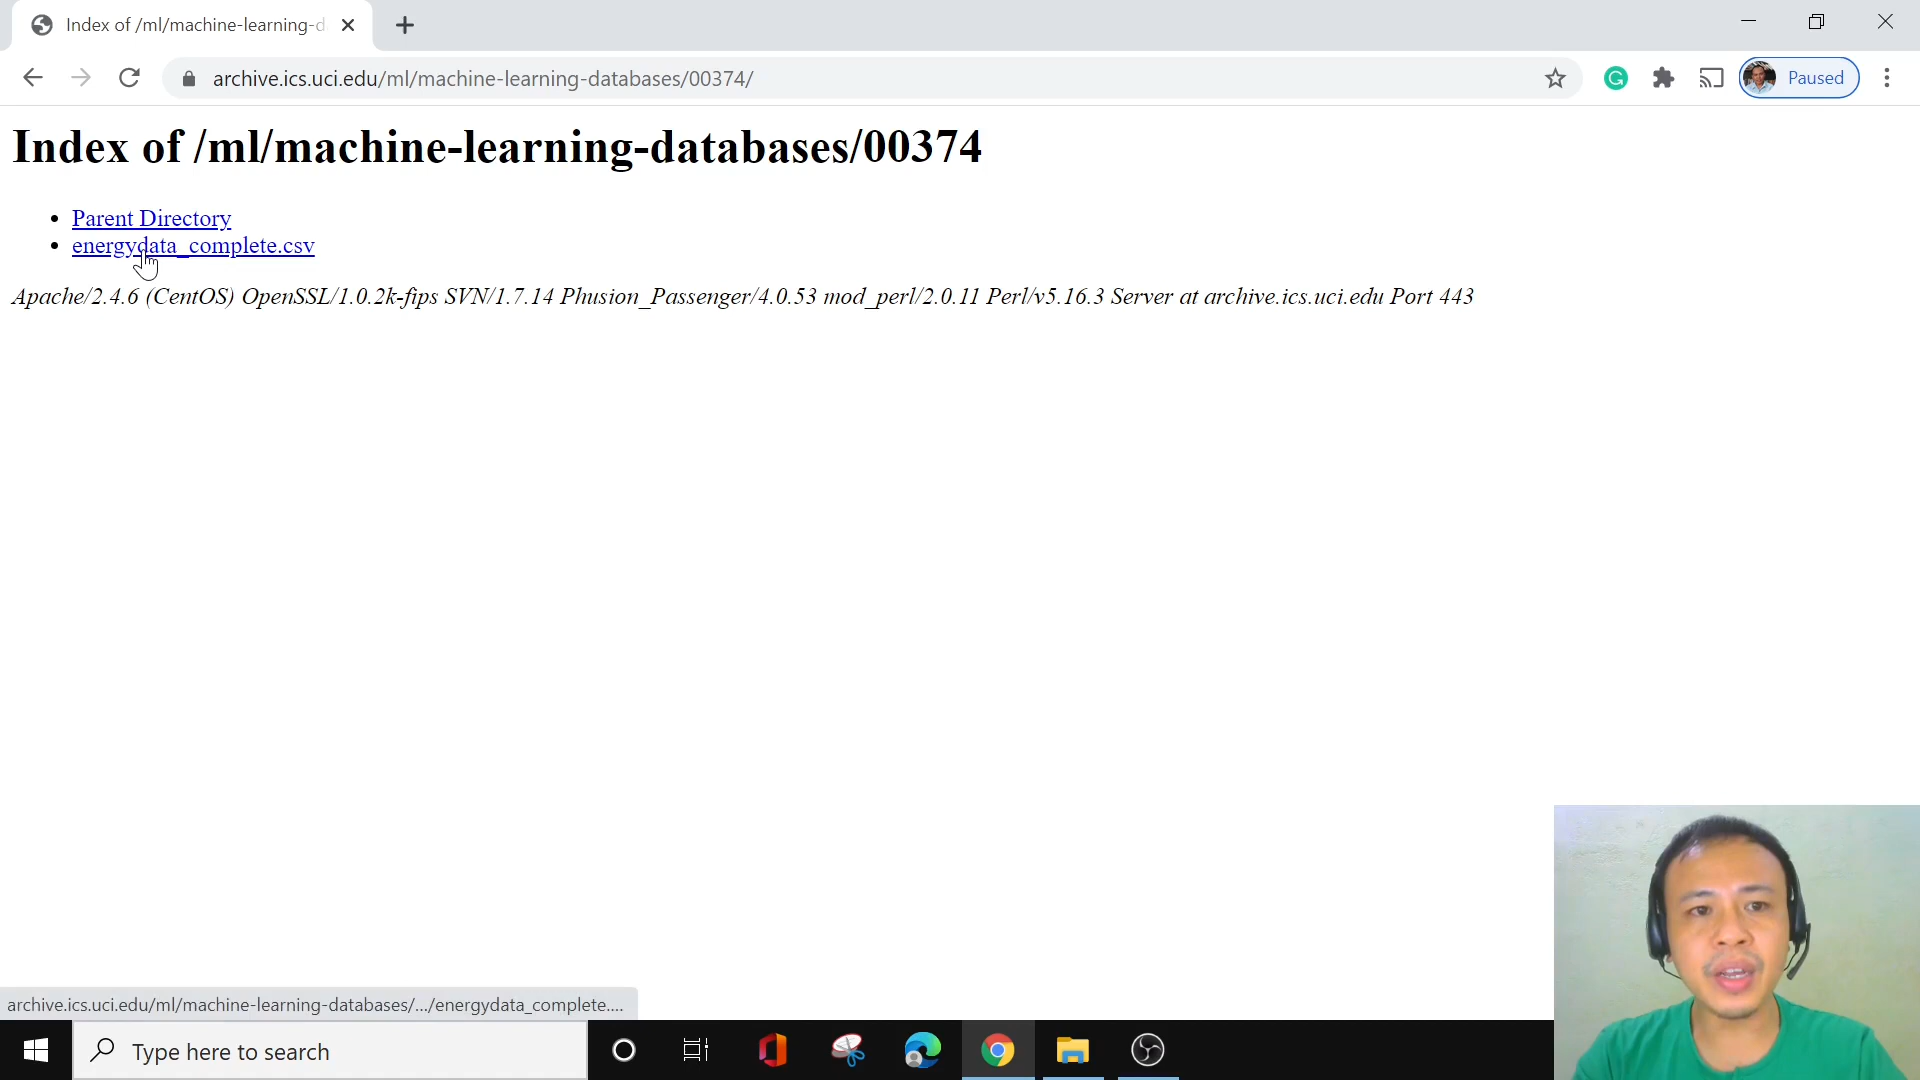 Index of /ml/machine-learning-d
archive.ics.uci.edu/ml/machine-learning-databases/00374/
Paused
Index of /ml/machine-learning-databases/00374
Parent Directory
energydata_complete.csv
Apache/2.4.6 (CentOS) OpenSSL/1.0.2k-fips SVN/1.7.14 Phusion_Passenger/4.0.53 mod_perl/2.0.11 Perl/v5.16.3 Server at archive.ics.uci.edu Port 443
archive.ics.uci.edu/ml/machine-learning-databases/.../energydata_complete....
Type here to search